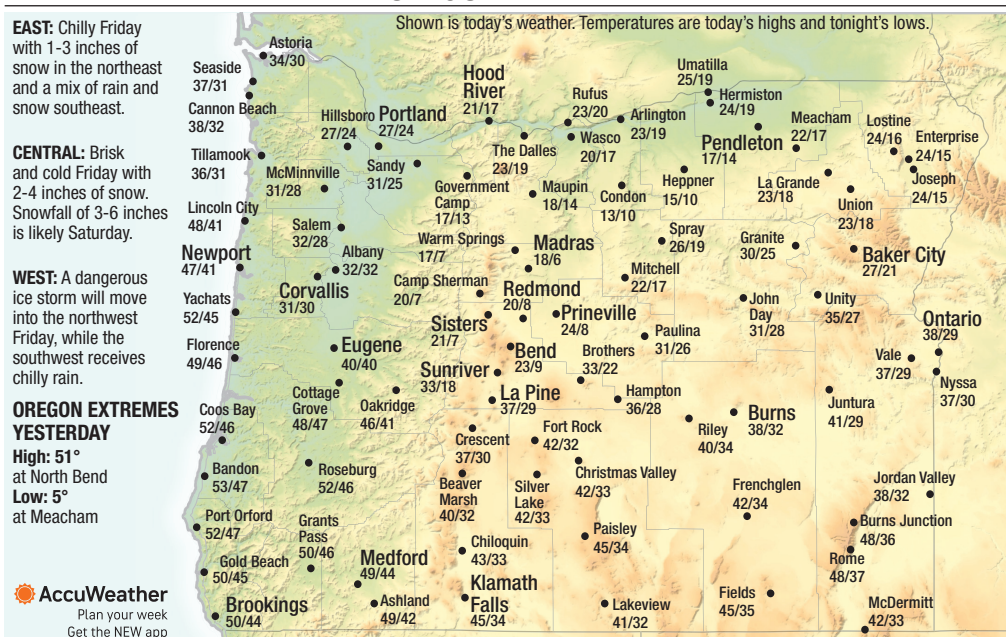 Shown is today's weather. Temperatures are today's highs and tonight's lows.
EAST: Chilly Friday
with 1-3 inches of
snow in the northeast
and a mix of rain and
snow southeast.
CENTRAL: Brisk
and cold Friday with
2-4 inches of snow.
Snowfall of 3-6 inches
is likely Saturday.
WEST: A dangerous
ice storm will move
into the northwest
Friday, while the
southwest receives
chilly rain.
OREGON EXTREMES
YESTERDAY
High: 51°
at North Bend
Low: 5°
at Meacham
AccuWeather
Plan your week
Get the NEW app
Astoria
34/30
Seaside
37/31
Cannon Beach
38/32
Tillamook
36/31
Lincoln City
48/41
Newport
47/41
Yachats
52/45
Florence
49/46
Coos Bay
52/46
Bandon
53/47
Port Orford
52/47
Gold Beach
50/45
Brookings
50/44
Hillsboro
27/24
Portland
27/24
Sandy
31/25
McMinnville
31/28
Salem
32/28
Albany
32/32
Corvallis
31/30
Eugene
40/40
Cottage
Grove
48/47
Oakridge
46/41
Roseburg
52/46
Grants
Pass
50/46
Medford
49/44
Ashland
49/42
Hood
River
21/17
Rufus
23/20
The Dalles
23/19
Wasco
20/17
Arlington
23/19
Government
Camp
17/13
Maupin
18/14
Condon
13/10
Warm Springs
17/7
Madras
18/6
Camp Sherman
20/7
Redmond
20/8
Sisters
21/7
Prineville
24/8
Mitchell
22/17
Paulina
31/26
Bend
23/9
Brothers
33/22
Sunriver
33/18
La Pine
37/29
Hampton
36/28
Fort Rock
42/32
Crescent
37/30
Christmas Valley
42/33
Beaver
Marsh
40/32
Silver
Lake
42/33
Chiloquin
43/33
Paisley
45/34
Klamath
Falls
45/34
Lakeview
41/32
Umatilla
25/19
Hermiston
24/19
Pendleton
17/14
Meacham
22/17
Lostine
24/16
Enterprise
24/15
Joseph
24/15
Heppner
15/10
La Grande
23/18
Union
23/18
Spray
26/19
Granite
30/25
Baker City
27/21
John
Day
31/28
Unity
35/27
Ontario
38/29
Vale
37/29
Nyssa
37/30
Juntura
41/29
Burns
38/32
Riley
40/34
Frenchglen
42/34
Jordan Valley
38/32
Burns Junction
48/36
Rome
48/37
Fields
45/35
McDermitt
42/33